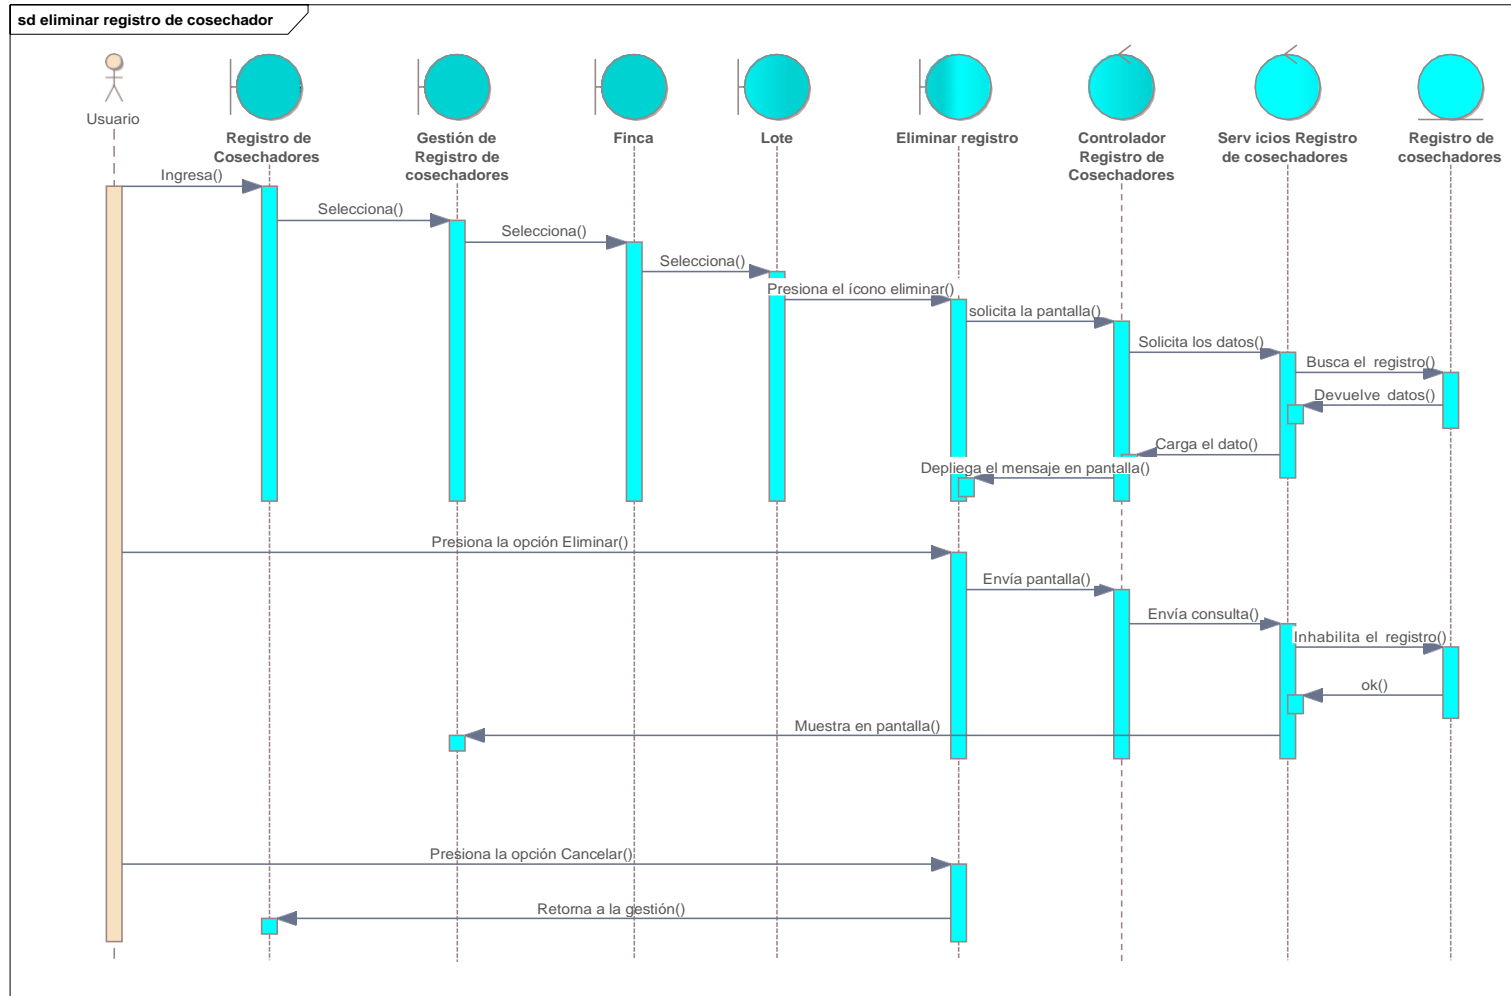 sd eliminar registro de cosechador
Usuario
Registro de
Cosechadores
Gestión de
Registro de
cosechadores
Finca
Lote
Eliminar registro
Controlador
Registro de
Cosechadores
Serv icios Registro
de cosechadores
Registro de
cosechadores
Ingresa()
Selecciona()
Selecciona()
Selecciona()
Presiona el ícono eliminar()
solicita la pantalla()
Solicita los datos()
Busca el registro()
Devuelve datos()
Carga el dato()
Depliega el mensaje en pantalla()
Presiona la opción Eliminar()
Envía pantalla()
Envía consulta()
Inhabilita el registro()
ok()
Muestra en pantalla()
Presiona la opción Cancelar()
Retorna a la gestión()